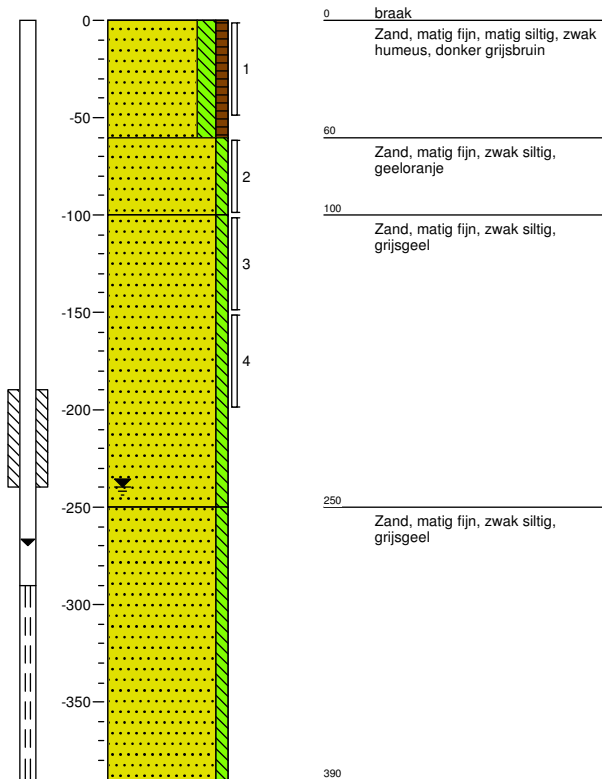 0
-50
-100
-150
-200
-250
-300
-350
1
2
3
4
0 braak
Zand, matig fijn, matig siltig, zwak
humeus, donker grijsbruin
60
Zand, matig fijn, zwak siltig,
geeloranje
100
Zand, matig fijn, zwak siltig,
grijsgeel
250
Zand, matig fijn, zwak siltig,
grijsgeel
390